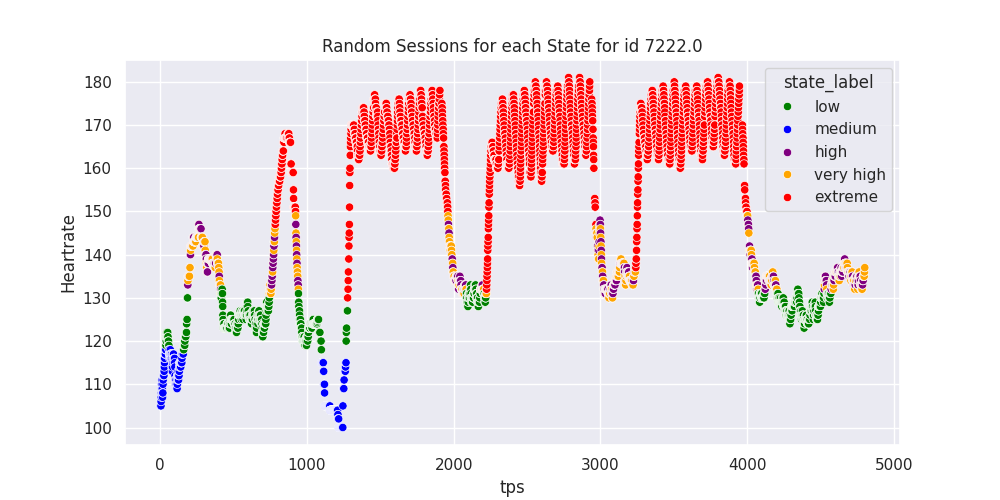 Random Sessions for each State for id 7222.0
Heartrate
180
170
160
150
140
130
120
110
100
0
1000
2000
3000
4000
5000
tps
state_label
low
medium
high
very high
extreme